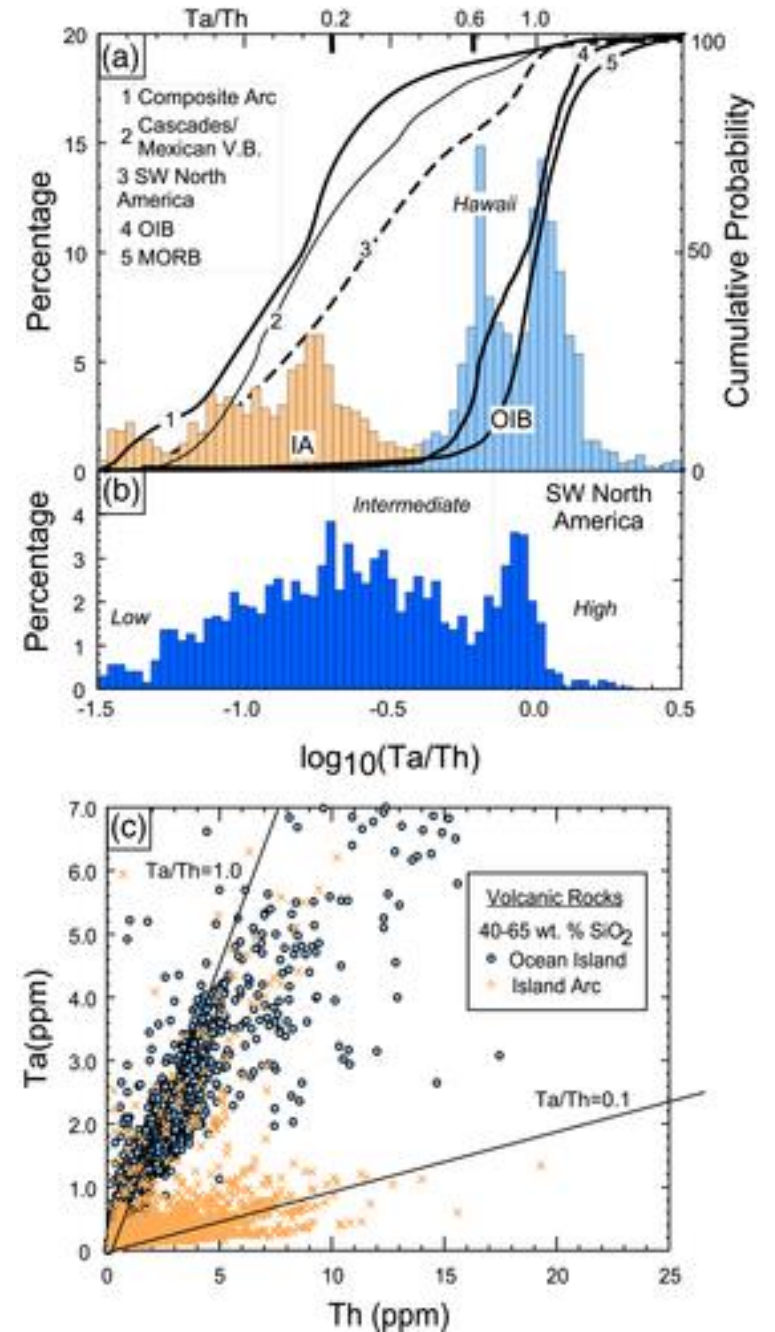 Ta/Th 0.2 0.6 1.0
(a)
20 15 10 5 0
Percentage
100 50 0
Cumulative Probability
1 Composite Arc
2 Cascades/
Mexican V.B.
3 SW North
America
4 OIB
5 MORB
Hawaii
1
2
3
4
5
IA
OIB
(b)
Intermediate
SW North
America
Low
High
4 3 2 1 0
Percentage
-1.5 -1.0 -0.5 0.0 0.5
log10(Ta/Th)
(c)
7.0
6.0
5.0
4.0
3.0
2.0
1.0
0
Ta(ppm)
Ta/Th=1.0
Volcanic Rocks
40-65 wt. % SiO2
Ocean Island
Island Arc
Ta/Th=0.1
0 5 10 15 20 25
Th (ppm)